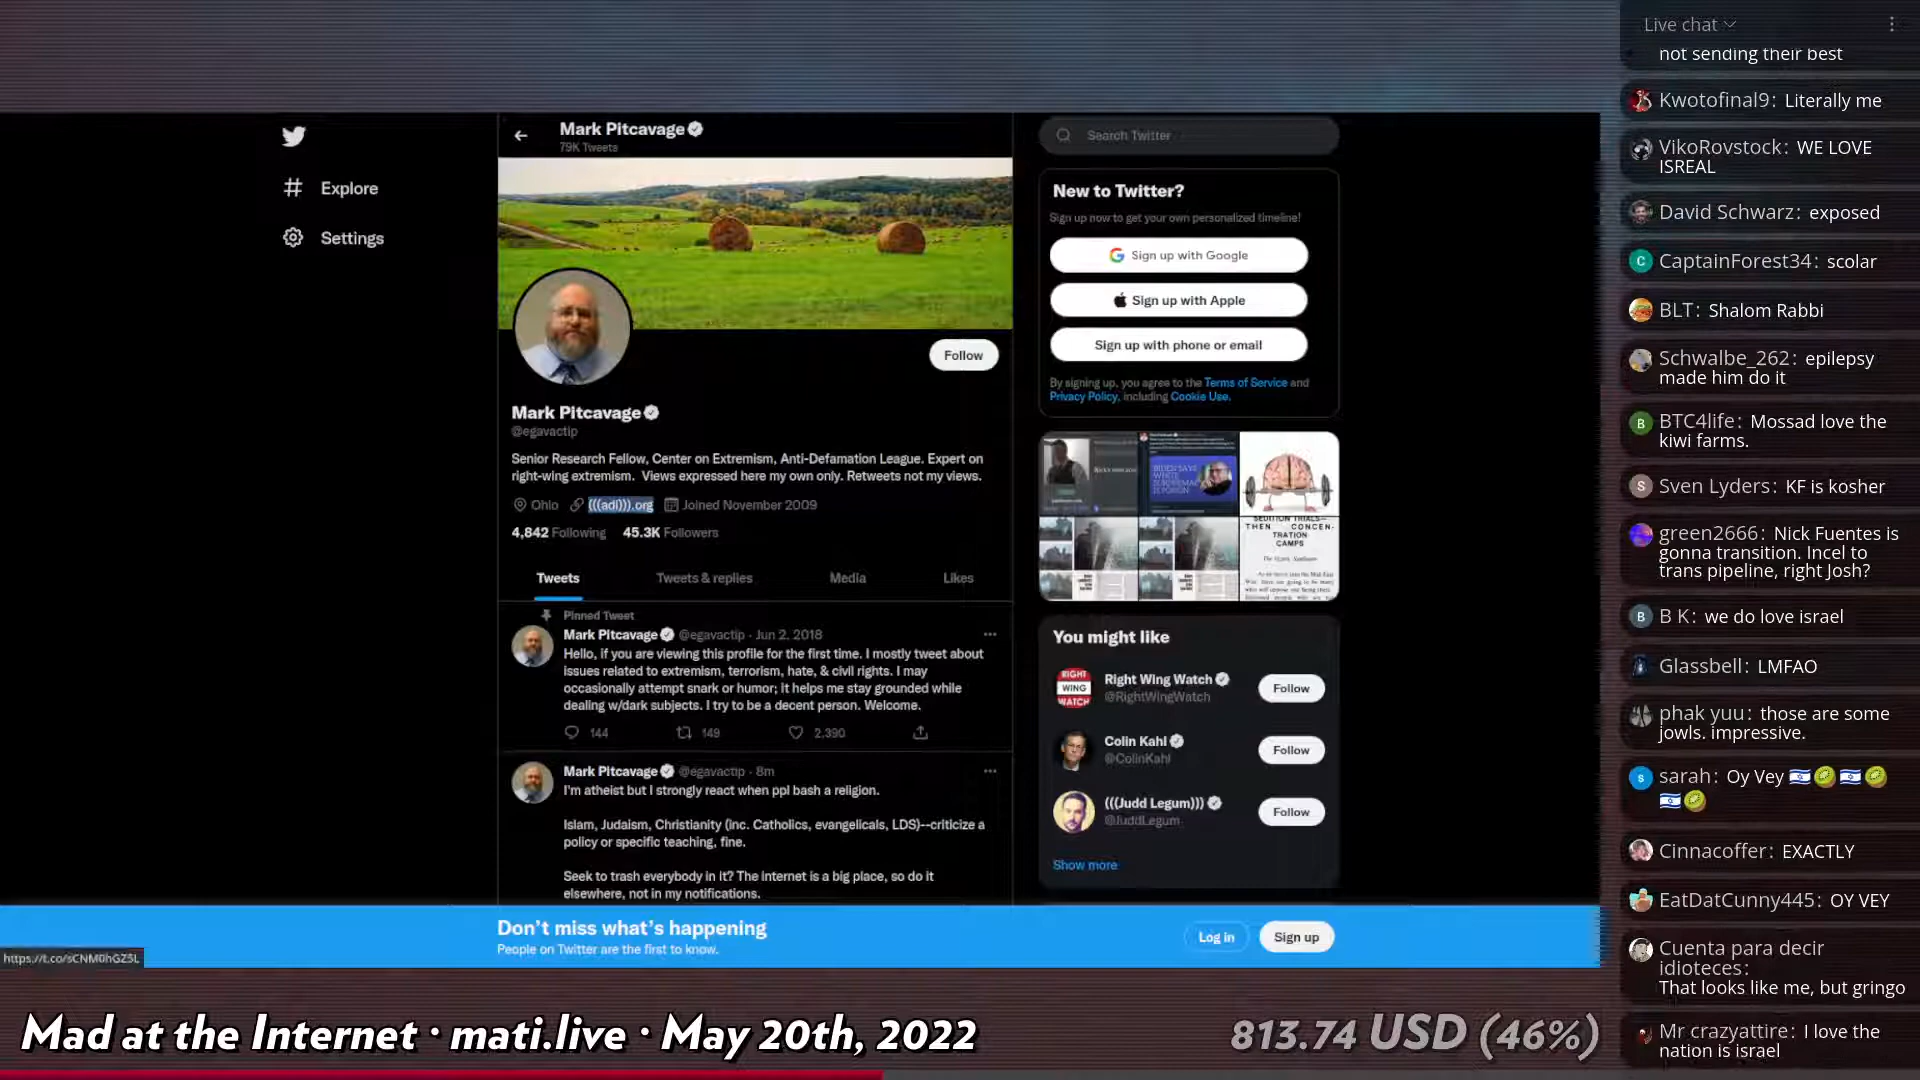 Mark Pitcavage
79K Tweets
Explore
Settings
Follow
Mark Pitcavage
@egavactip
Senior Research Fellow, Center on Extremism, Anti-Defamation League. Expert on
right-wing extremism. Views expressed here my own only. Retweets not my views.
Ohio (((adl))).org Joined November 2009
4,842 Following 45.3K Followers
Tweets Tweets & replies Media Likes
Pinned Tweet
Mark Pitcavage @egavactip · Jun 2, 2018
Hello, if you are viewing this profile for the first time. I mostly tweet about
issues related to extremism, terrorism, hate, & civil rights. I may
occasionally attempt snark or humor; it helps me stay grounded while
dealing w/dark subjects. I try to be a decent person. Welcome.
144 149 2,390
Mark Pitcavage @egavactip · 8m
I'm atheist but I strongly react when ppl bash a religion.
Islam, Judaism, Christianity (inc. Catholics, evangelicals, LDS)--criticize a
policy or specific teaching, fine.
Seek to trash everybody in it? The Internet is a big place, so do it
elsewhere, not in my notifications.
Search Twitter
New to Twitter?
Sign up now to get your own personalized timeline!
Sign up with Google
Sign up with Apple
Sign up with phone or email
By signing up, you agree to the Terms of Service and
Privacy Policy, including Cookie Use.
BIDEN SAYS
WHITE
SEDITION TRIALS—
THEN CONCEN-
TRATION
CAMPS
You might like
Right Wing Watch
@RightWingWatch
Follow
RIGHT
WING
WATCH
Colin Kahl
@ColinKahl
Follow
(((Judd Legum)))
@JuddLegum
Follow
Show more
Don't miss what's happening
People on Twitter are the first to know.
Log in
Sign up
https://t.co/sCNM0hGZ5L
Mad at the Internet · mati.live · May 20th, 2022
813.74 USD (46%)
Live chat
not sending their best
Kwotofinal9: Literally me
VikoRovstock: WE LOVE
ISREAL
David Schwarz: exposed
C
CaptainForest34: scolar
BLT: Shalom Rabbi
Schwalbe_262: epilepsy
made him do it
B
BTC4life: Mossad love the
kiwi farms.
S
Sven Lyders: KF is kosher
green2666: Nick Fuentes is
gonna transition. Incel to
trans pipeline, right Josh?
B
B K: we do love israel
Glassbell: LMFAO
phak yuu: those are some
jowls. impressive.
s
sarah: Oy Vey 🇮🇱🥝🇮🇱🥝
🇮🇱🥝
Cinnacoffer: EXACTLY
EatDatCunny445: OY VEY
Cuenta para decir
idioteces:
That looks like me, but gringo
Mr crazyattire: I love the
nation is israel